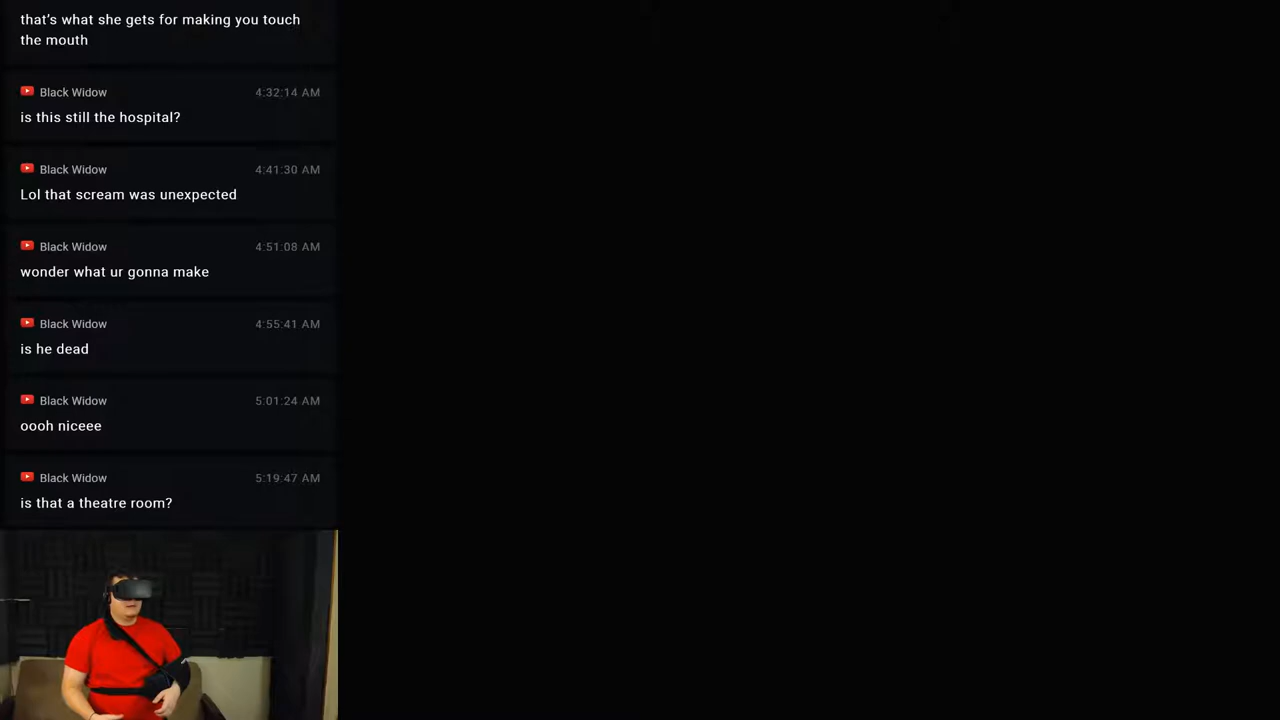 that's what she gets for making you touch
the mouth
Black Widow 4:32:14 AM
is this still the hospital?
Black Widow 4:41:30 AM
Lol that scream was unexpected
Black Widow 4:51:08 AM
wonder what ur gonna make
Black Widow 4:55:41 AM
is he dead
Black Widow 5:01:24 AM
oooh niceee
Black Widow 5:19:47 AM
is that a theatre room?